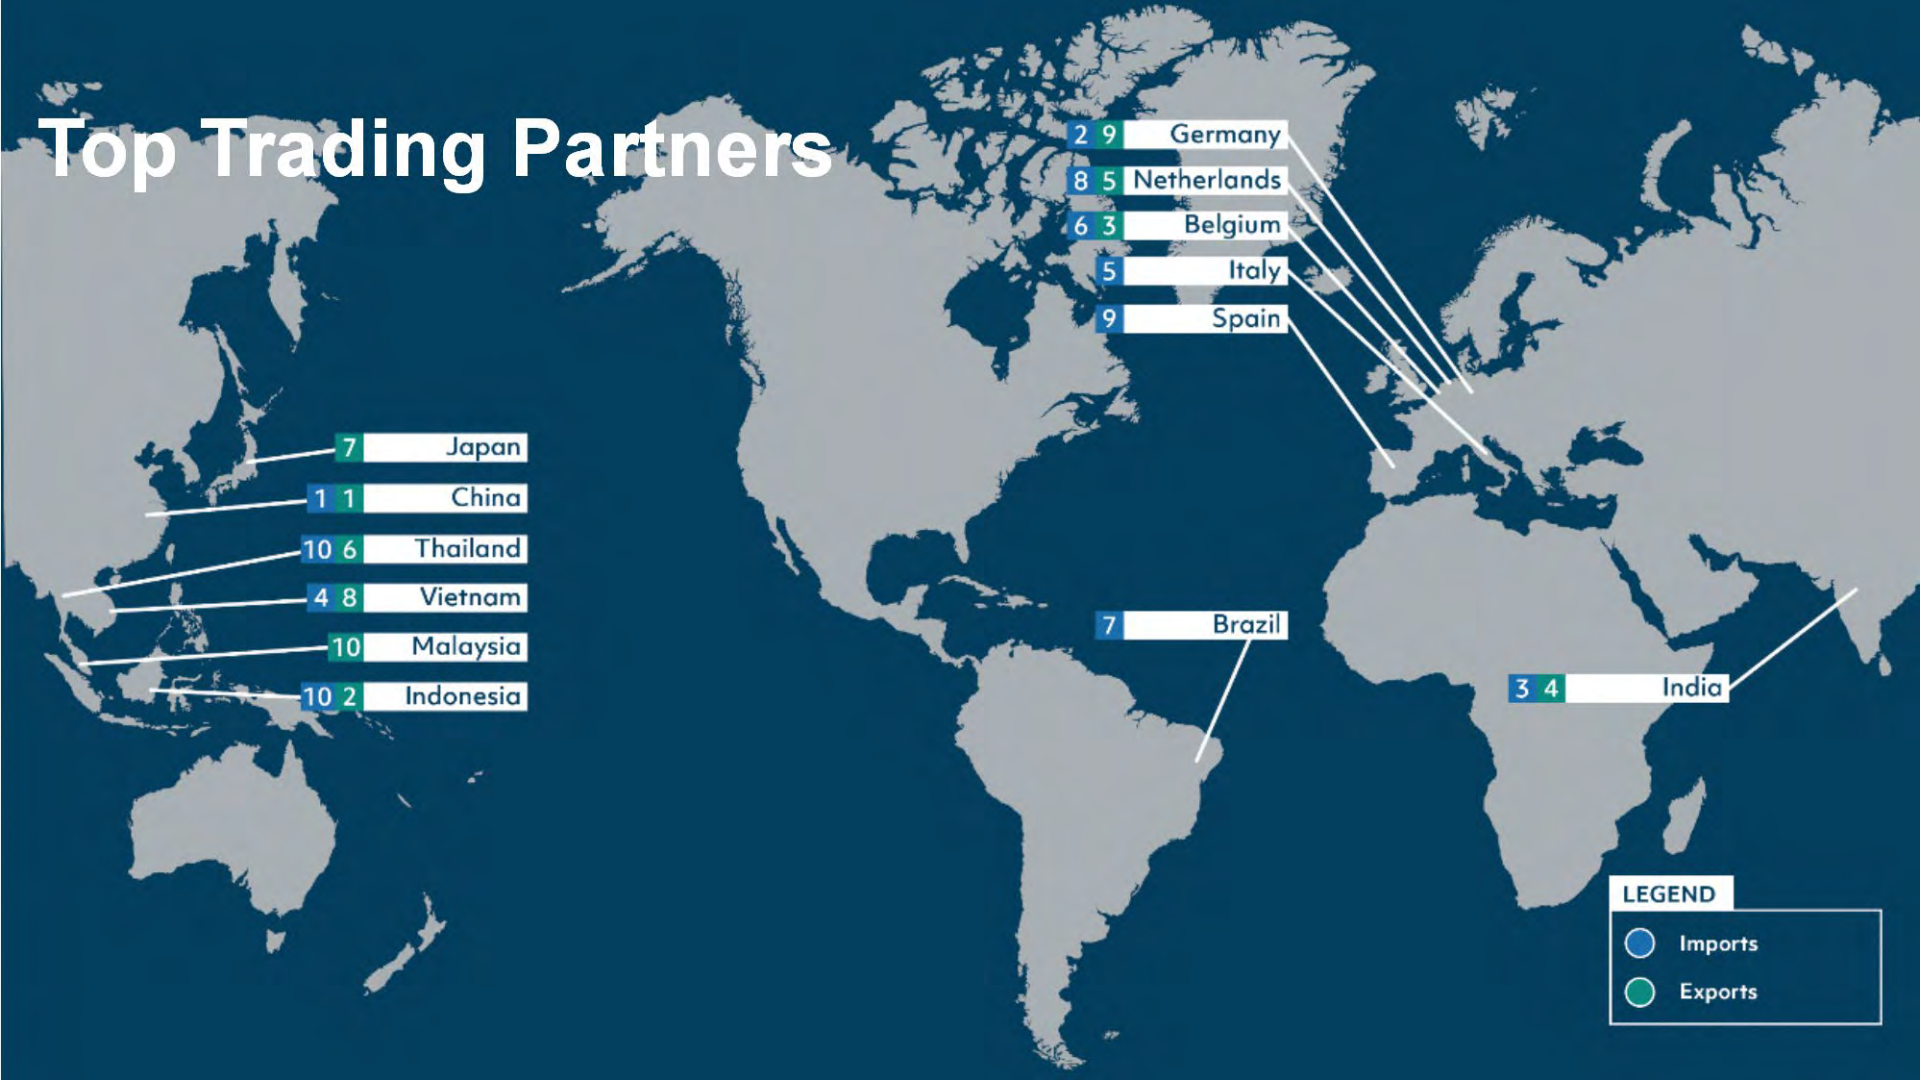 Top Trading Partners
2 9 Germany
8 5 Netherlands
6 3 Belgium
5 Italy
9 Spain
7 Japan
1 1 China
10 6 Thailand
4 8 Vietnam
10 Malaysia
10 2 Indonesia
7 Brazil
3 4 India
LEGEND
Imports
Exports